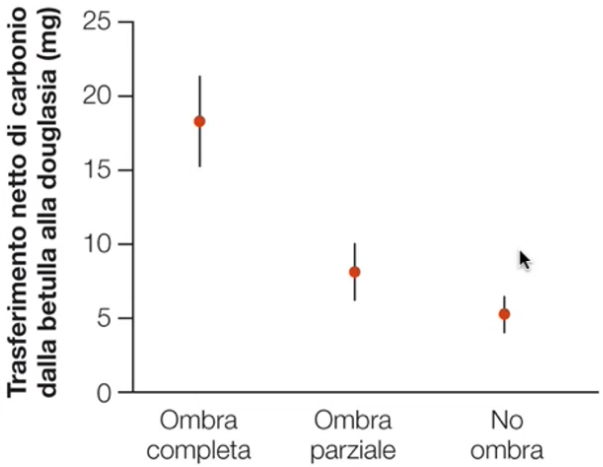 Trasferimento netto di carbonio
dalla betulla alla douglasia (mg)
25
20
15
10
5
0
Ombra
completa
Ombra
parziale
No
ombra